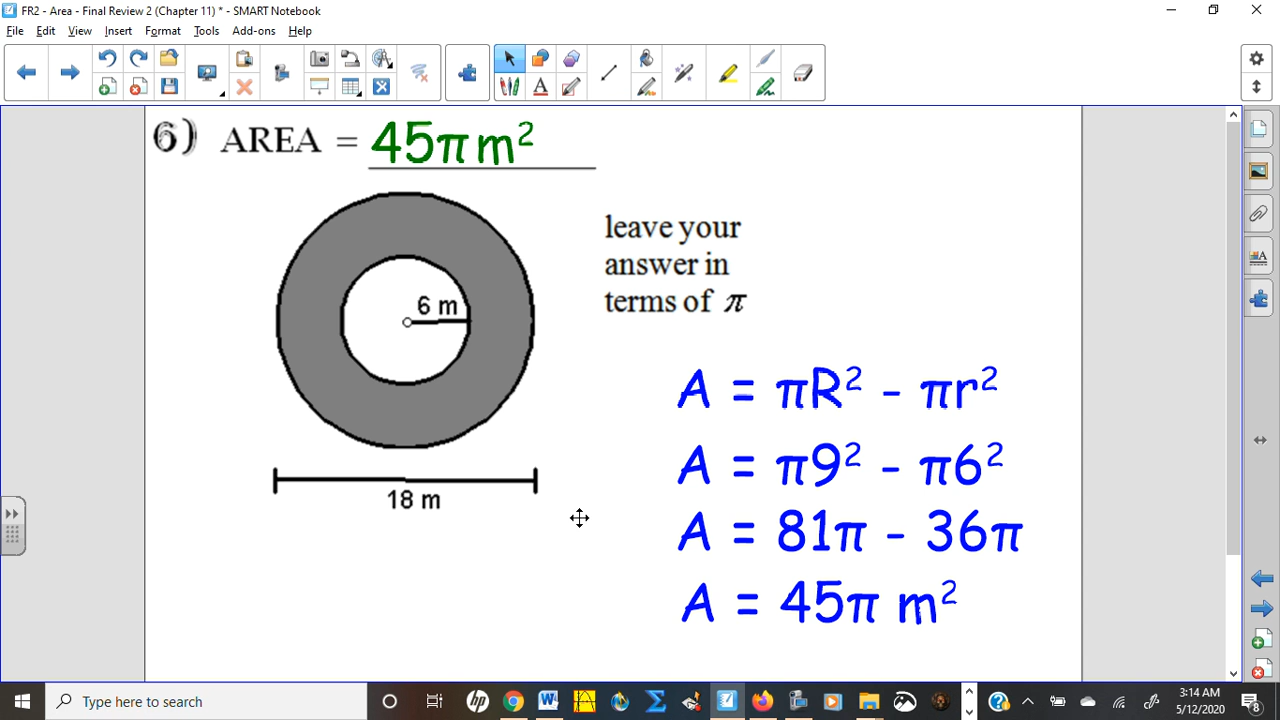 FR2 - Area - Final Review 2 (Chapter 11) * - SMART Notebook
File Edit View Insert Format Tools Add-ons Help
6) AREA = 45π m²
6 m
18 m
leave your
answer in
terms of π
A = πR² - πr²
A = π9² - π6²
A = 81π - 36π
A = 45π m²
Type here to search
3:14 AM
5/12/2020
8